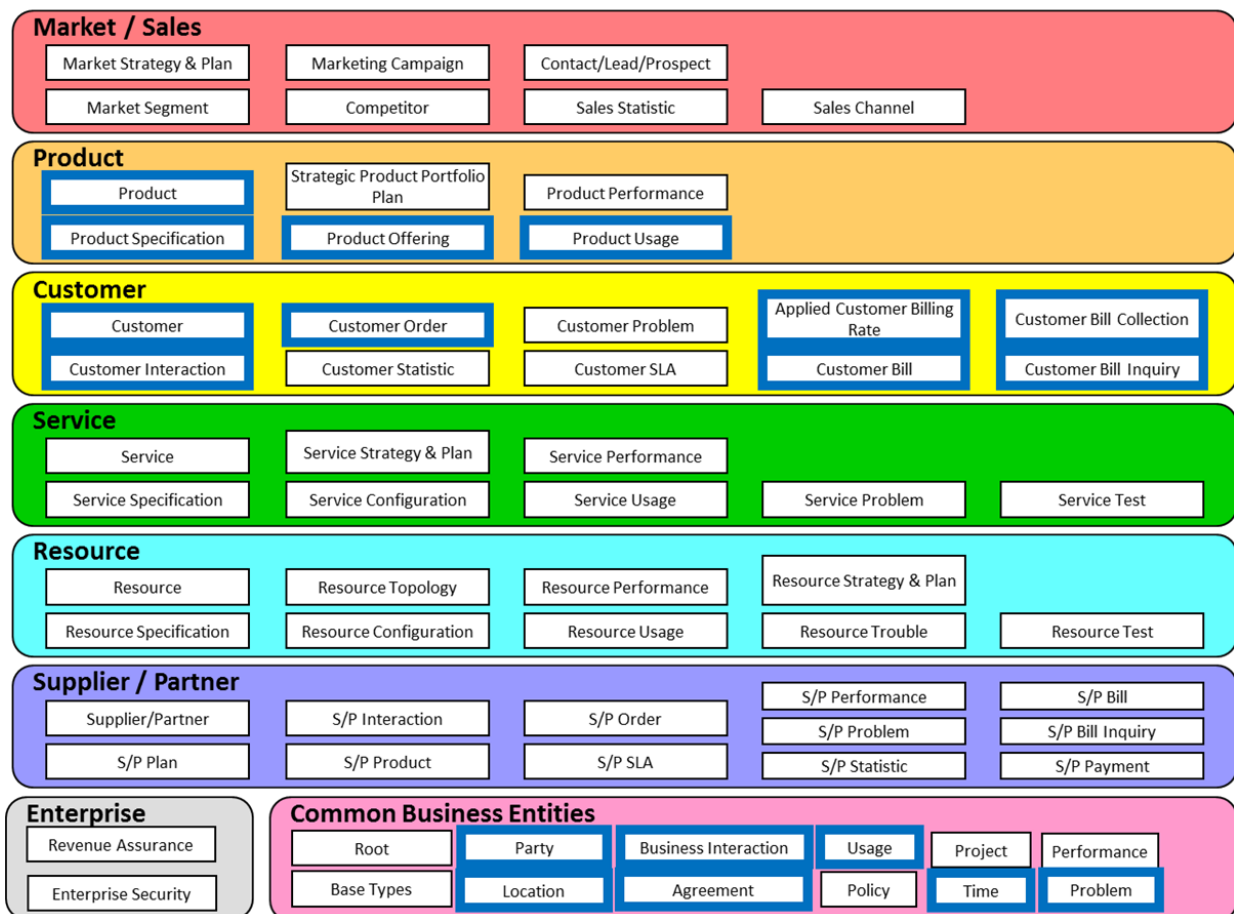 Market / Sales
Market Strategy & Plan
Marketing Campaign
Contact/Lead/Prospect
Market Segment
Competitor
Sales Statistic
Sales Channel
Product
Product
Strategic Product Portfolio
Plan
Product Performance
Product Specification
Product Offering
Product Usage
Customer
Customer
Customer Order
Customer Problem
Applied Customer Billing
Rate
Customer Bill Collection
Customer Interaction
Customer Statistic
Customer SLA
Customer Bill
Customer Bill Inquiry
Service
Service
Service Strategy & Plan
Service Performance
Service Specification
Service Configuration
Service Usage
Service Problem
Service Test
Resource
Resource
Resource Topology
Resource Performance
Resource Strategy & Plan
Resource Specification
Resource Configuration
Resource Usage
Resource Trouble
Resource Test
Supplier / Partner
Supplier/Partner
S/P Interaction
S/P Order
S/P Performance
S/P Bill
S/P Problem
S/P Bill Inquiry
S/P Plan
S/P Product
S/P SLA
S/P Statistic
S/P Payment
Enterprise
Revenue Assurance
Enterprise Security
Common Business Entities
Root
Party
Business Interaction
Usage
Project
Performance
Base Types
Location
Agreement
Policy
Time
Problem